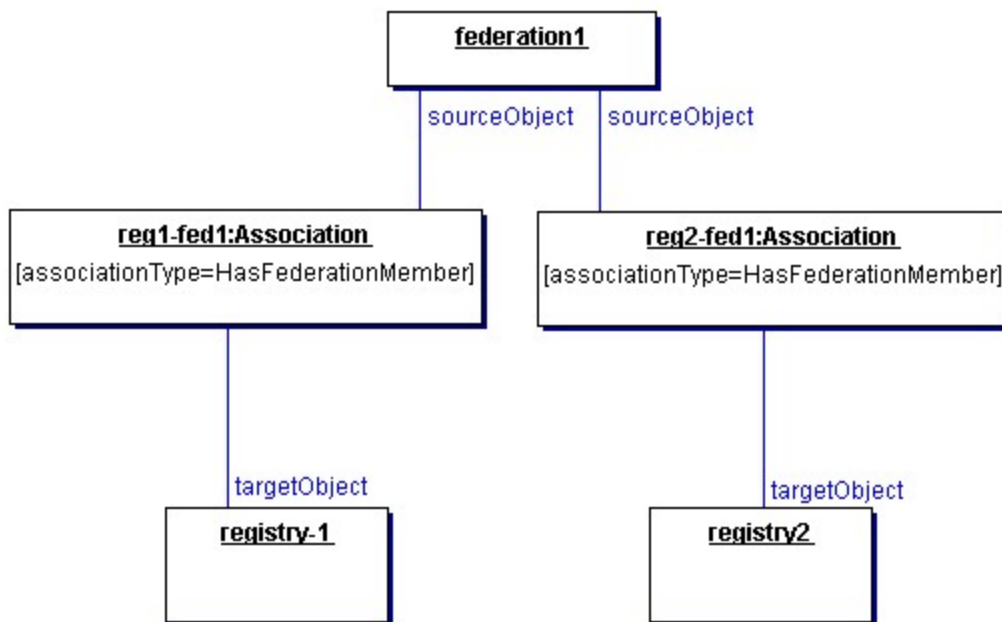 federation1
sourceObject
sourceObject
reg1-fed1:Association
[associationType=HasFederationMember]
reg2-fed1:Association
[associationType=HasFederationMember]
targetObject
targetObject
registry-1
registry2